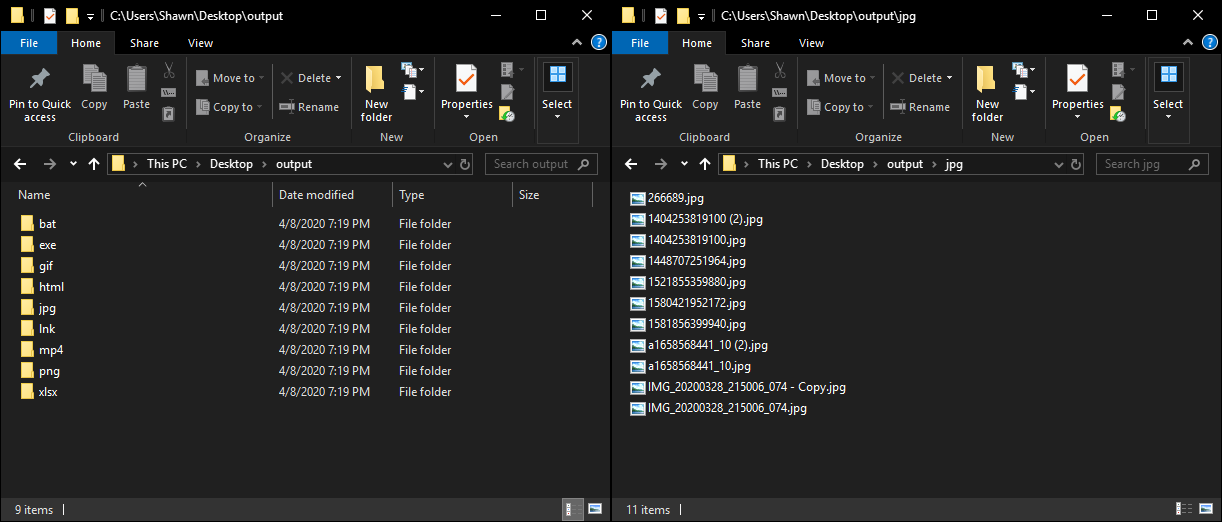 C:\Users\Shawn\Desktop\output
File Home Share View
Pin to Quick access
Copy
Paste
Move to
Copy to
Delete
Rename
New folder
Properties
Select
Clipboard Organize New Open
This PC Desktop output
Search output
Name Date modified Type Size
bat 4/8/2020 7:19 PM File folder
exe 4/8/2020 7:19 PM File folder
gif 4/8/2020 7:19 PM File folder
html 4/8/2020 7:19 PM File folder
jpg 4/8/2020 7:19 PM File folder
lnk 4/8/2020 7:19 PM File folder
mp4 4/8/2020 7:19 PM File folder
png 4/8/2020 7:19 PM File folder
xlsx 4/8/2020 7:19 PM File folder
9 items
C:\Users\Shawn\Desktop\output\jpg
File Home Share View
Pin to Quick access
Copy
Paste
Move to
Copy to
Delete
Rename
New folder
Properties
Select
Clipboard Organize New Open
This PC Desktop output jpg
Search jpg
266689.jpg
1404253819100 (2).jpg
1404253819100.jpg
1448707251964.jpg
1521855359880.jpg
1580421952172.jpg
1581856399940.jpg
a1658568441_10 (2).jpg
a1658568441_10.jpg
IMG_20200328_215006_074 - Copy.jpg
IMG_20200328_215006_074.jpg
11 items